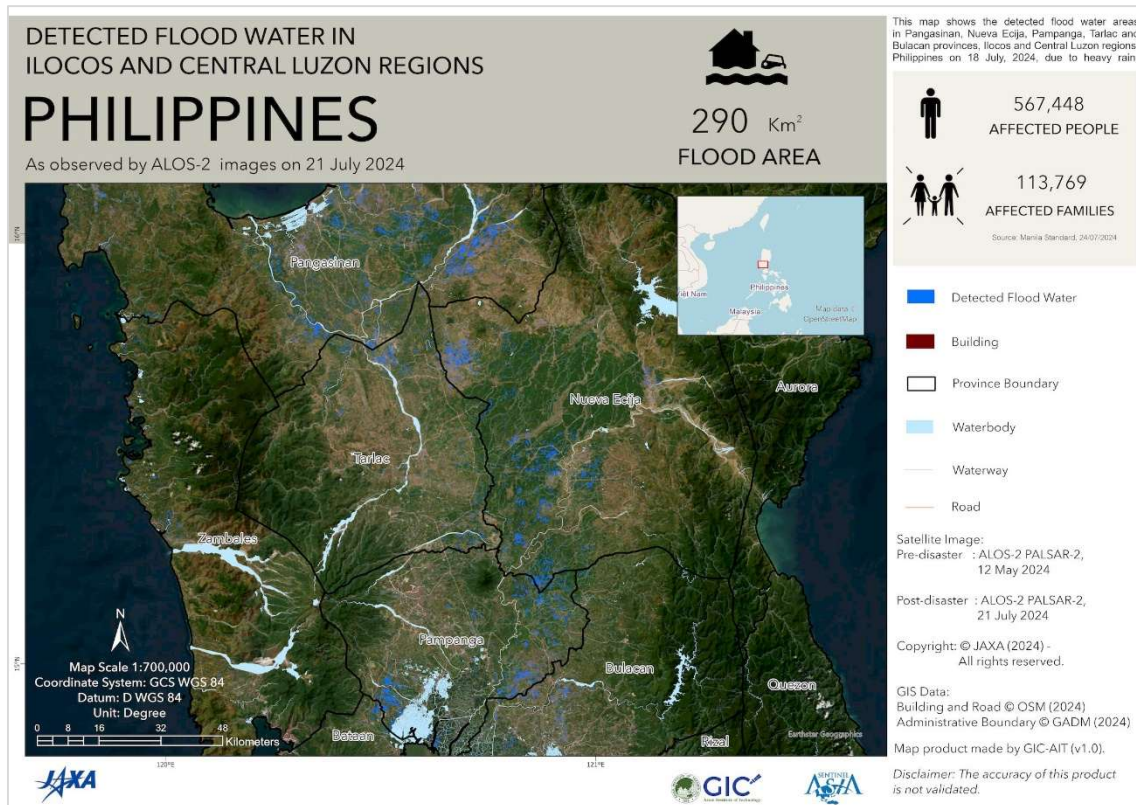 DETECTED FLOOD WATER IN
ILOCOS AND CENTRAL LUZON REGIONS
PHILIPPINES
As observed by ALOS-2 images on 21 July 2024
290 Km²
FLOOD AREA
This map shows the detected flood water areas
in Pangasinan, Nueva Ecija, Pampanga, Tarlac and
Bulacan provinces, Ilocos and Central Luzon regions
Philippines on 18 July, 2024, due to heavy rain
567,448
AFFECTED PEOPLE
113,769
AFFECTED FAMILIES
Source: Manila Standard, 24/07/2024
Detected Flood Water
Building
Province Boundary
Waterbody
Waterway
Road
Satellite Image:
Pre-disaster : ALOS-2 PALSAR-2,
12 May 2024
Post-disaster : ALOS-2 PALSAR-2,
21 July 2024
Copyright: © JAXA (2024) -
All rights reserved.
GIS Data:
Building and Road © OSM (2024)
Administrative Boundary © GADM (2024)
Map product made by GIC-AIT (v1.0).
Disclaimer: The accuracy of this product
is not validated.
16°N
Pangasinan
Philippines
Malaysia
Map data ©
OpenStreetMap
Aurora
Nueva Ecija
Tarlac
Zambales
Pampanga
Bulacan
Quezon
Bataan
Rizal
15°N
N
Map Scale 1:700,000
Coordinate System: GCS WGS 84
Datum: D WGS 84
Unit: Degree
0 8 16 32 48
Kilometers
Earthstar Geographics
120°E
121°E
JAXA
GIC
Asian Institute of Technology
SENTINEL
ASIA